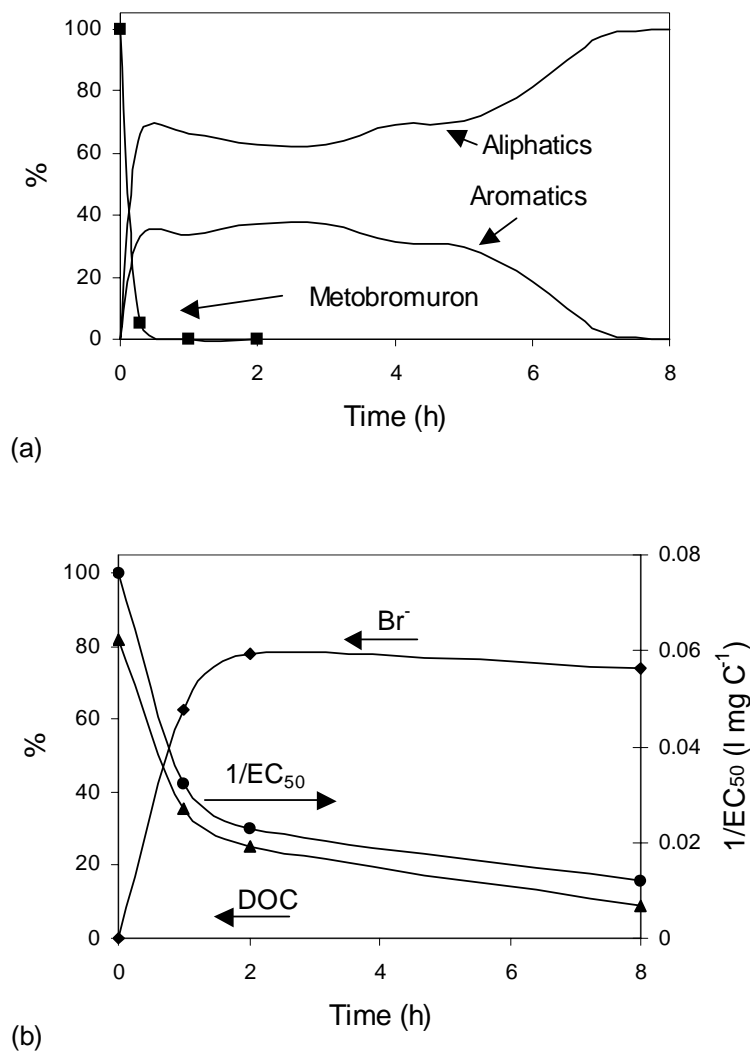 100
80
60
40
20
0
%
Aliphatics
Aromatics
Metobromuron
0 2 4 6 8
Time (h)
(a)
100
80
60
40
20
0
%
0.08
0.06
0.04
0.02
0
1/EC50 (l mg C-1)
Br-
1/EC50
DOC
0 2 4 6 8
Time (h)
(b)